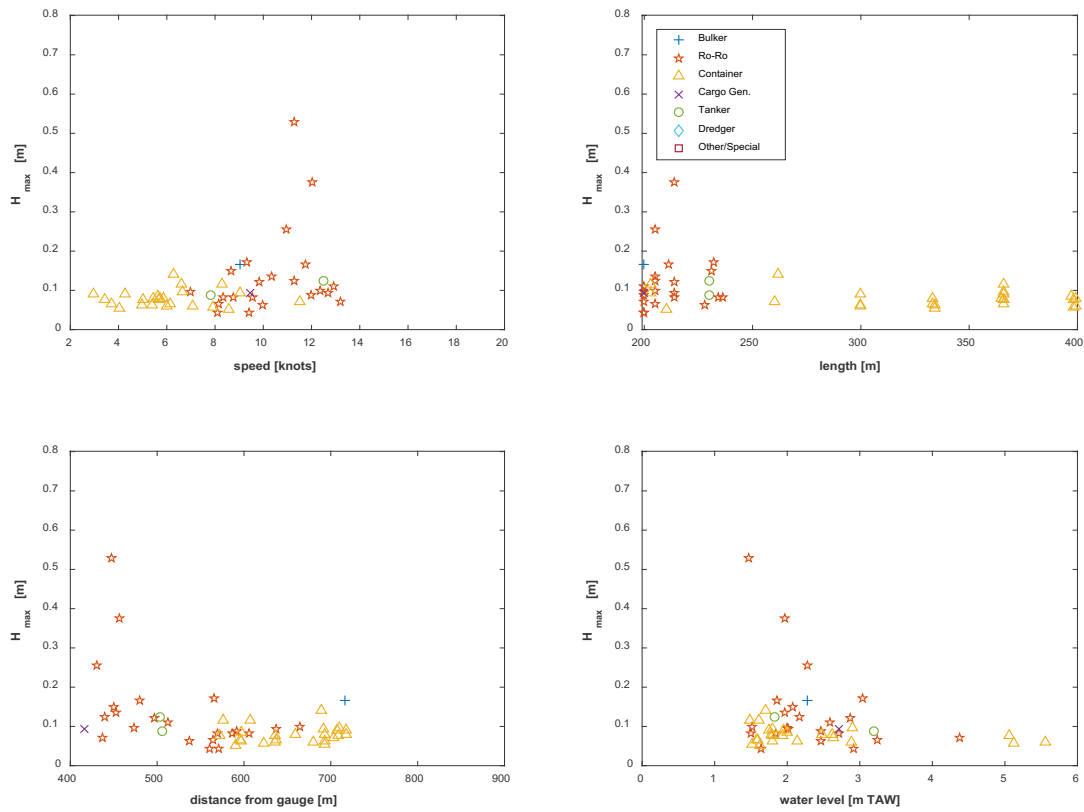 0.8
0.7
0.6
0.5
0.4
0.3
0.2
0.1
0
H max [m]
2 4 6 8 10 12 14 16 18 20
speed [knots]
0.8
0.7
0.6
0.5
0.4
0.3
0.2
0.1
0
H max [m]
Bulker
Ro-Ro
Container
Cargo Gen.
Tanker
Dredger
Other/Special
200 250 300 350 400
length [m]
0.8
0.7
0.6
0.5
0.4
0.3
0.2
0.1
0
H max [m]
400 500 600 700 800 900
distance from gauge [m]
0.8
0.7
0.6
0.5
0.4
0.3
0.2
0.1
0
H max [m]
0 1 2 3 4 5 6
water level [m TAW]